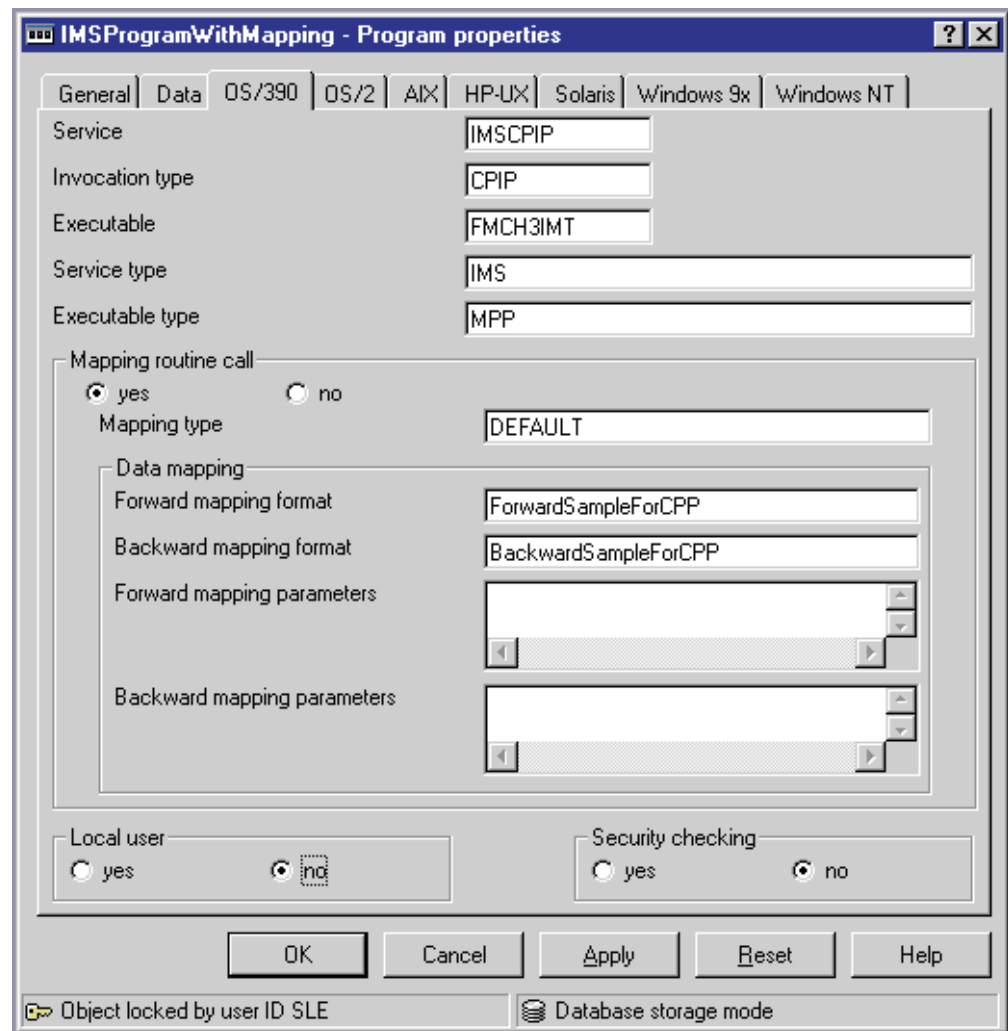 IMSProgramWithMapping - Program properties
General Data OS/390 OS/2 AIX HP-UX Solaris Windows 9x Windows NT
Service IMSCPIP
Invocation type CPIP
Executable FMCH3IMT
Service type IMS
Executable type MPP
Mapping routine call
yes no
Mapping type DEFAULT
Data mapping
Forward mapping format ForwardSampleForCPP
Backward mapping format BackwardSampleForCPP
Forward mapping parameters
Backward mapping parameters
Local user Security checking
yes no yes no
OK Cancel Apply Reset Help
Object locked by user ID SLE Database storage mode